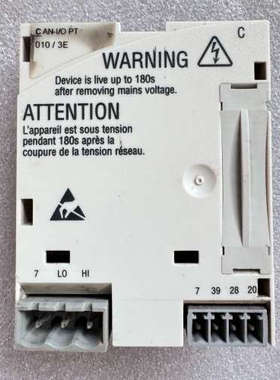 CAN-I/O PT
010 / 3E
C
WARNING
Device is live up to 180s
after removing mains voltage.
ATTENTION
L'appareil est sous tension
pendant 180s après la
coupure de la tension réseau.
7 LO HI
7 39 28 20